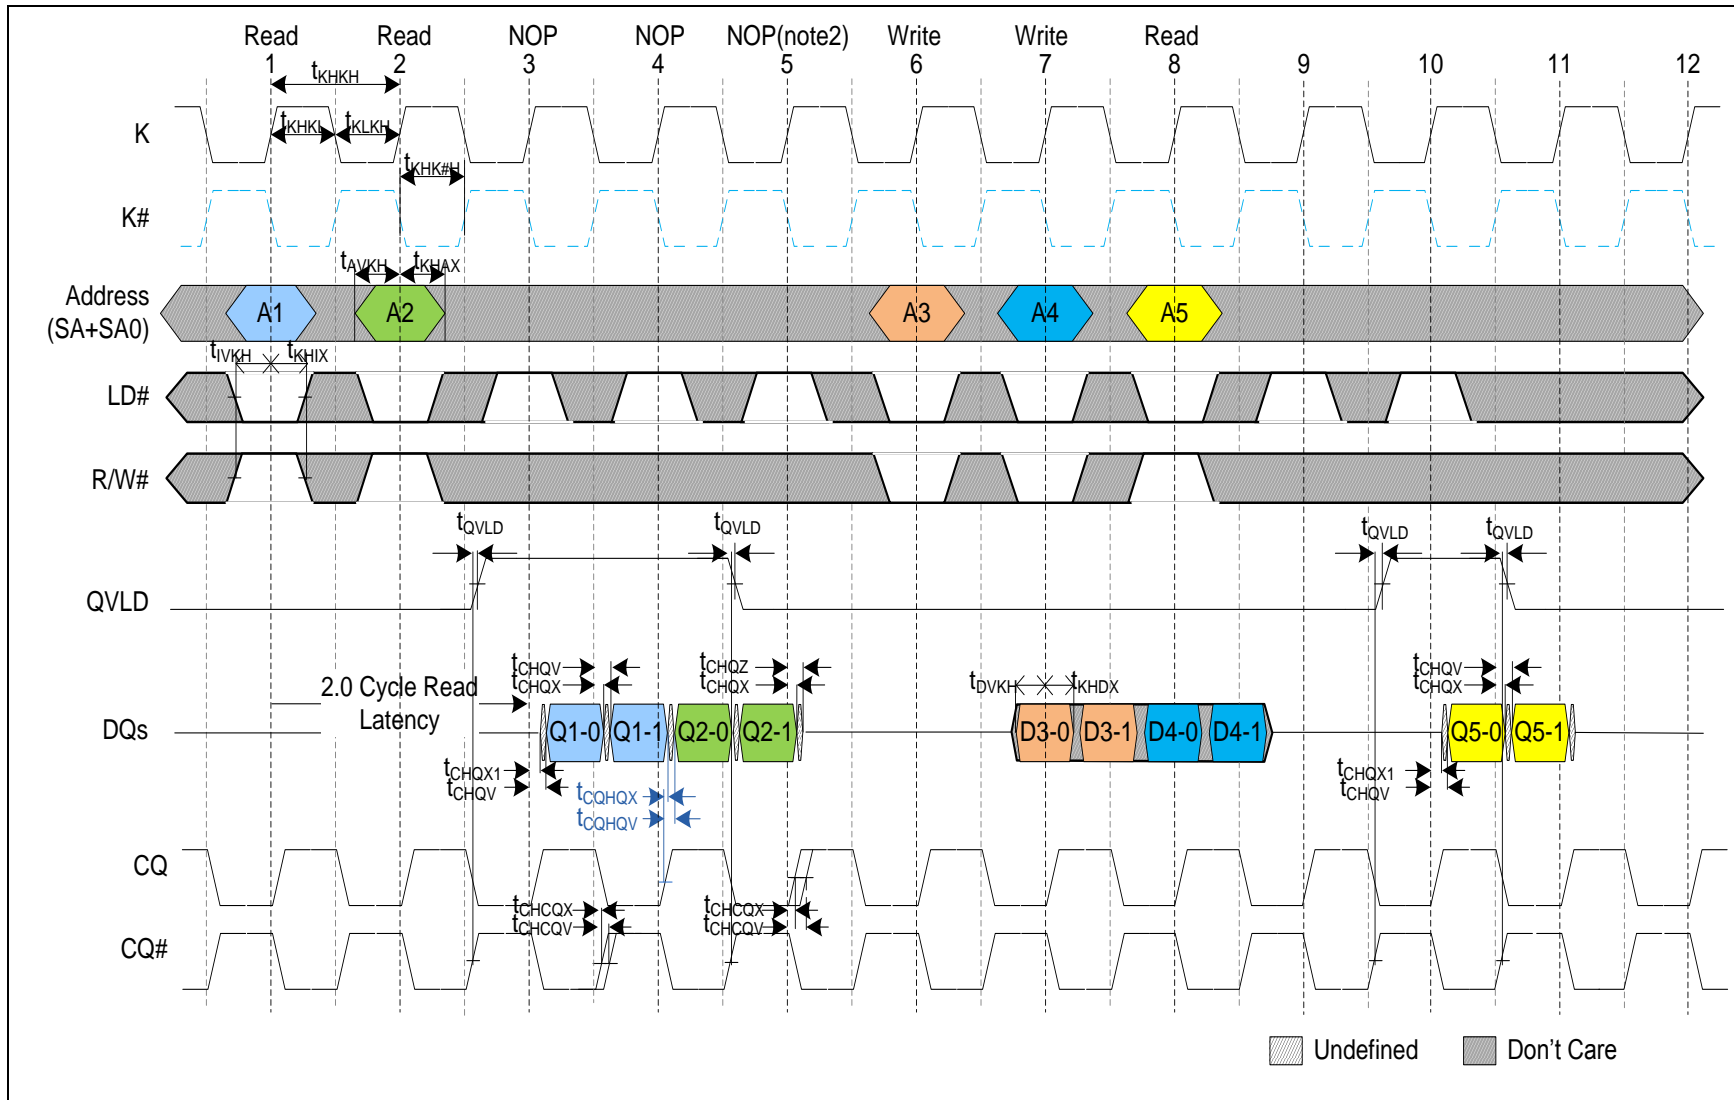 Read Read NOP NOP NOP(note2) Write Write Read
1 2 3 4 5 6 7 8 9 10 11 12
tKHKH
K
tKHKL tKLKH
tKHK#H
K#
tAVKH tKHAX
Address
(SA+SA0)
A1 A2 A3 A4 A5
tIVKH tKHIX
LD#
R/W#
tQVLD tQVLD tQVLD tQVLD
QVLD
tCHQV tCHQZ tCHQV
tCHQX tCHQX tCHQX
2.0 Cycle Read
Latency
tDVKH tKHDX
DQs
Q1-0 Q1-1 Q2-0 Q2-1 D3-0 D3-1 D4-0 D4-1 Q5-0 Q5-1
tCHQX1 tCHQX1
tCHQV tCHQV
tCQHQX
tCQHQV
CQ
tCHCQX tCHCQX
tCHCQV tCHCQV
CQ#
Undefined Don't Care